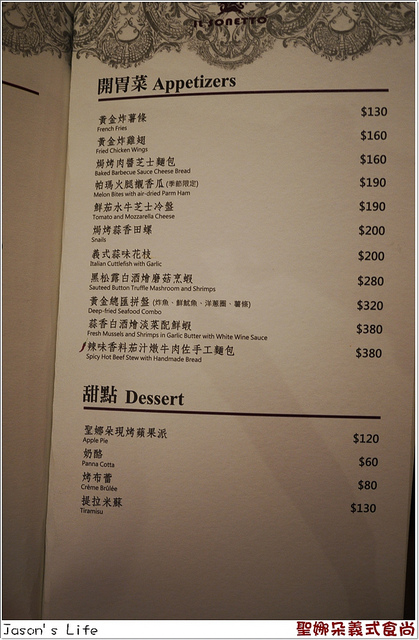 IL SONETTO
開胃菜 Appetizers
黃金炸薯條 $130
French Fries
黃金炸雞翅 $160
Fried Chicken Wings
焗烤肉醬芝士麵包 $160
Baked Barbecue Sauce Cheese Bread
帕瑪火腿襯香瓜 (季節限定) $190
Melon Bites with air-dried Parm Ham
鮮茄水牛芝士冷盤 $190
Tomato and Mozzarella Cheese
焗烤蒜香田螺 $200
Snails
義式蒜味花枝 $200
Italian Cuttlefish with Garlic
黑松露白酒燴蘑菇烹蝦 $280
Sauteed Button Truffle Mashroom and Shrimps
黃金總匯拼盤 (炸魚、鮮魷魚、洋蔥圈、薯條) $320
Deep-fried Seafood Combo
蒜香白酒燴淡菜配鮮蝦 $380
Fresh Mussels and Shrimps in Garlic Butter with White Wine Sauce
辣味香料茄汁燉牛肉佐手工麵包 $380
Spicy Hot Beef Stew with Handmade Bread
甜點 Dessert
聖娜朵現烤蘋果派 $120
Apple Pie
奶酪 $60
Panna Cotta
烤布蕾 $80
Crème Brûlée
提拉米蘇 $130
Tiramisu
Jason's Life
聖娜朵義式食尚